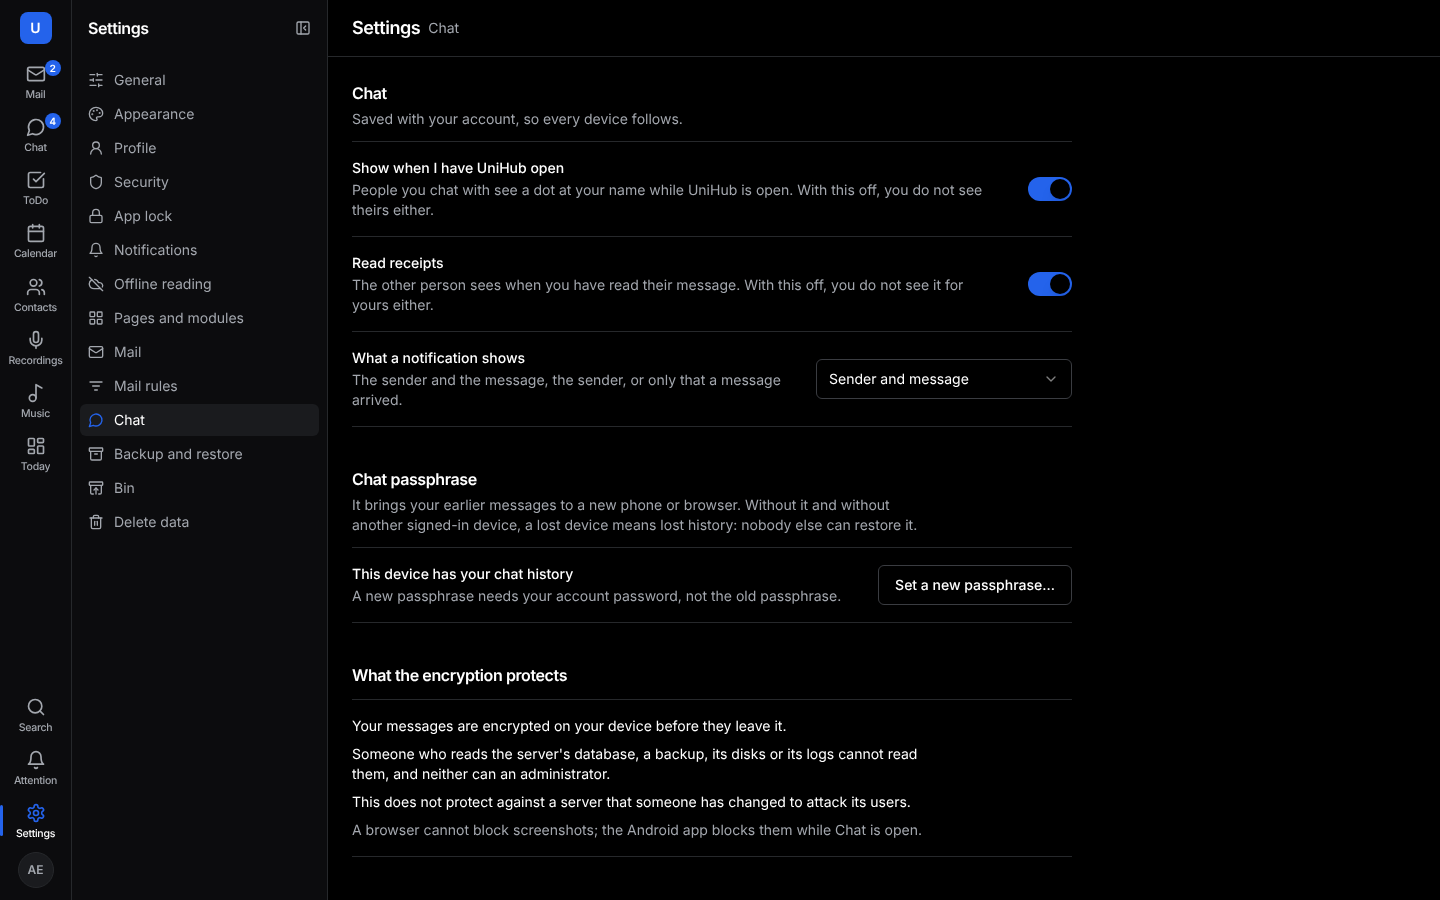 U
Settings
2
Mail
4
Chat
ToDo
Calendar
Contacts
Recordings
Music
Today
Search
Attention
Settings
AE
General
Appearance
Profile
Security
App lock
Notifications
Offline reading
Pages and modules
Mail
Mail rules
Chat
Backup and restore
Bin
Delete data
Settings Chat
Chat
Saved with your account, so every device follows.
Show when I have UniHub open
People you chat with see a dot at your name while UniHub is open. With this off, you do not see
theirs either.
Read receipts
The other person sees when you have read their message. With this off, you do not see it for
yours either.
What a notification shows
The sender and the message, the sender, or only that a message
arrived.
Sender and message
Chat passphrase
It brings your earlier messages to a new phone or browser. Without it and without
another signed-in device, a lost device means lost history: nobody else can restore it.
This device has your chat history
A new passphrase needs your account password, not the old passphrase.
Set a new passphrase...
What the encryption protects
Your messages are encrypted on your device before they leave it.
Someone who reads the server's database, a backup, its disks or its logs cannot read
them, and neither can an administrator.
This does not protect against a server that someone has changed to attack its users.
A browser cannot block screenshots; the Android app blocks them while Chat is open.